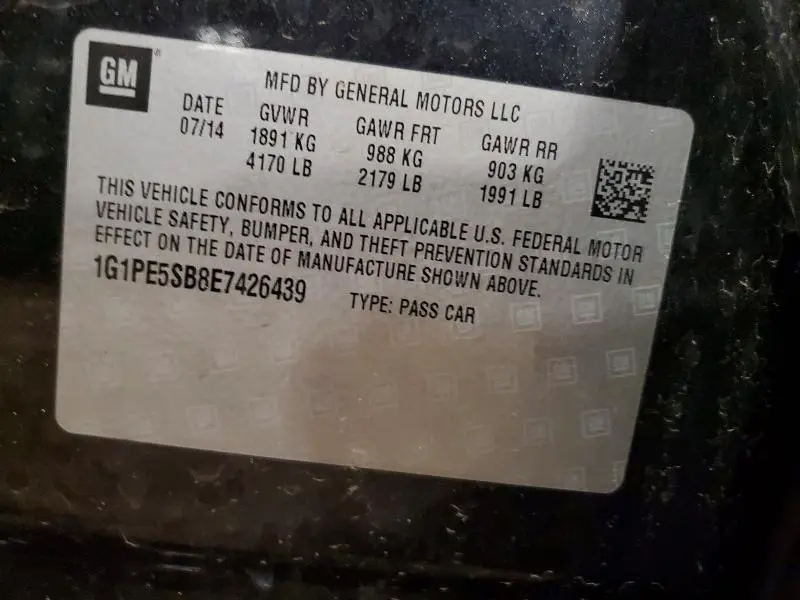 GM
MFD BY GENERAL MOTORS LLC
DATE GVWR GAWR FRT GAWR RR
07/14 1891 KG 988 KG 903 KG
4170 LB 2179 LB 1991 LB
THIS VEHICLE CONFORMS TO ALL APPLICABLE U.S. FEDERAL MOTOR
VEHICLE SAFETY, BUMPER, AND THEFT PREVENTION STANDARDS IN
EFFECT ON THE DATE OF MANUFACTURE SHOWN ABOVE.
1G1PE5SB8E7426439 TYPE: PASS CAR